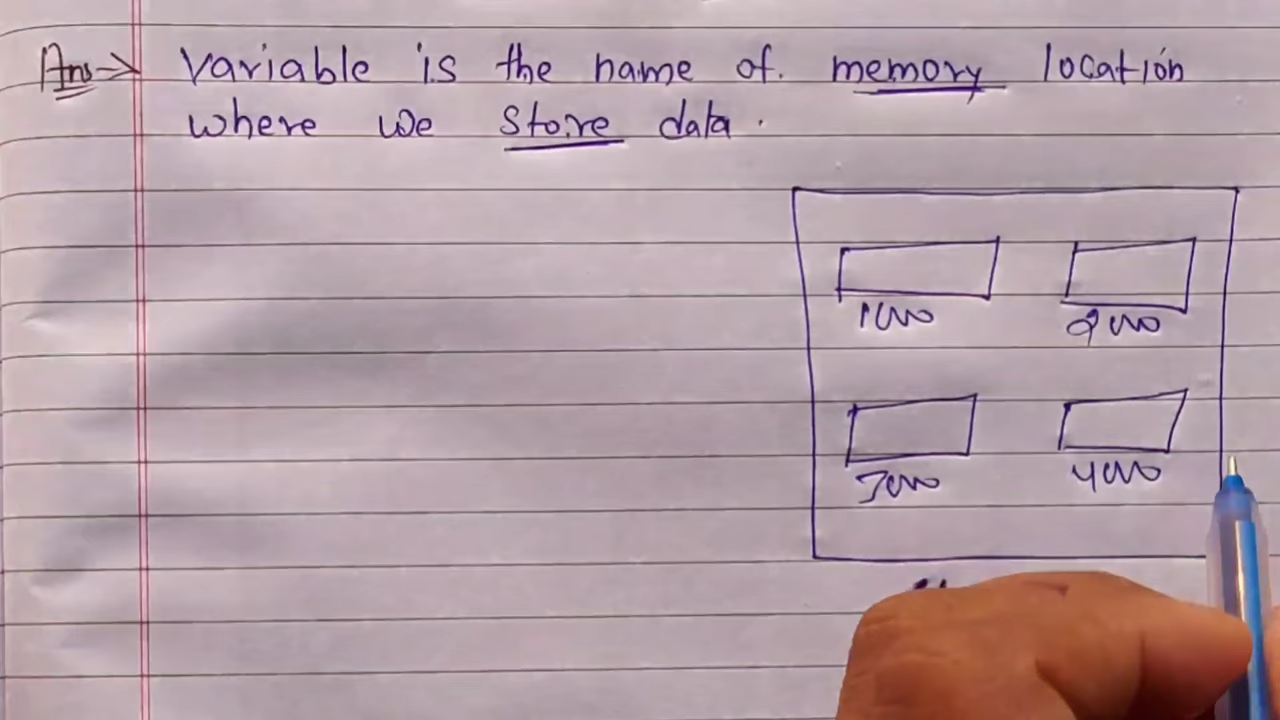 Ans→ Variable is the name of memory location
where we store data.
1000 2000
3000 4000